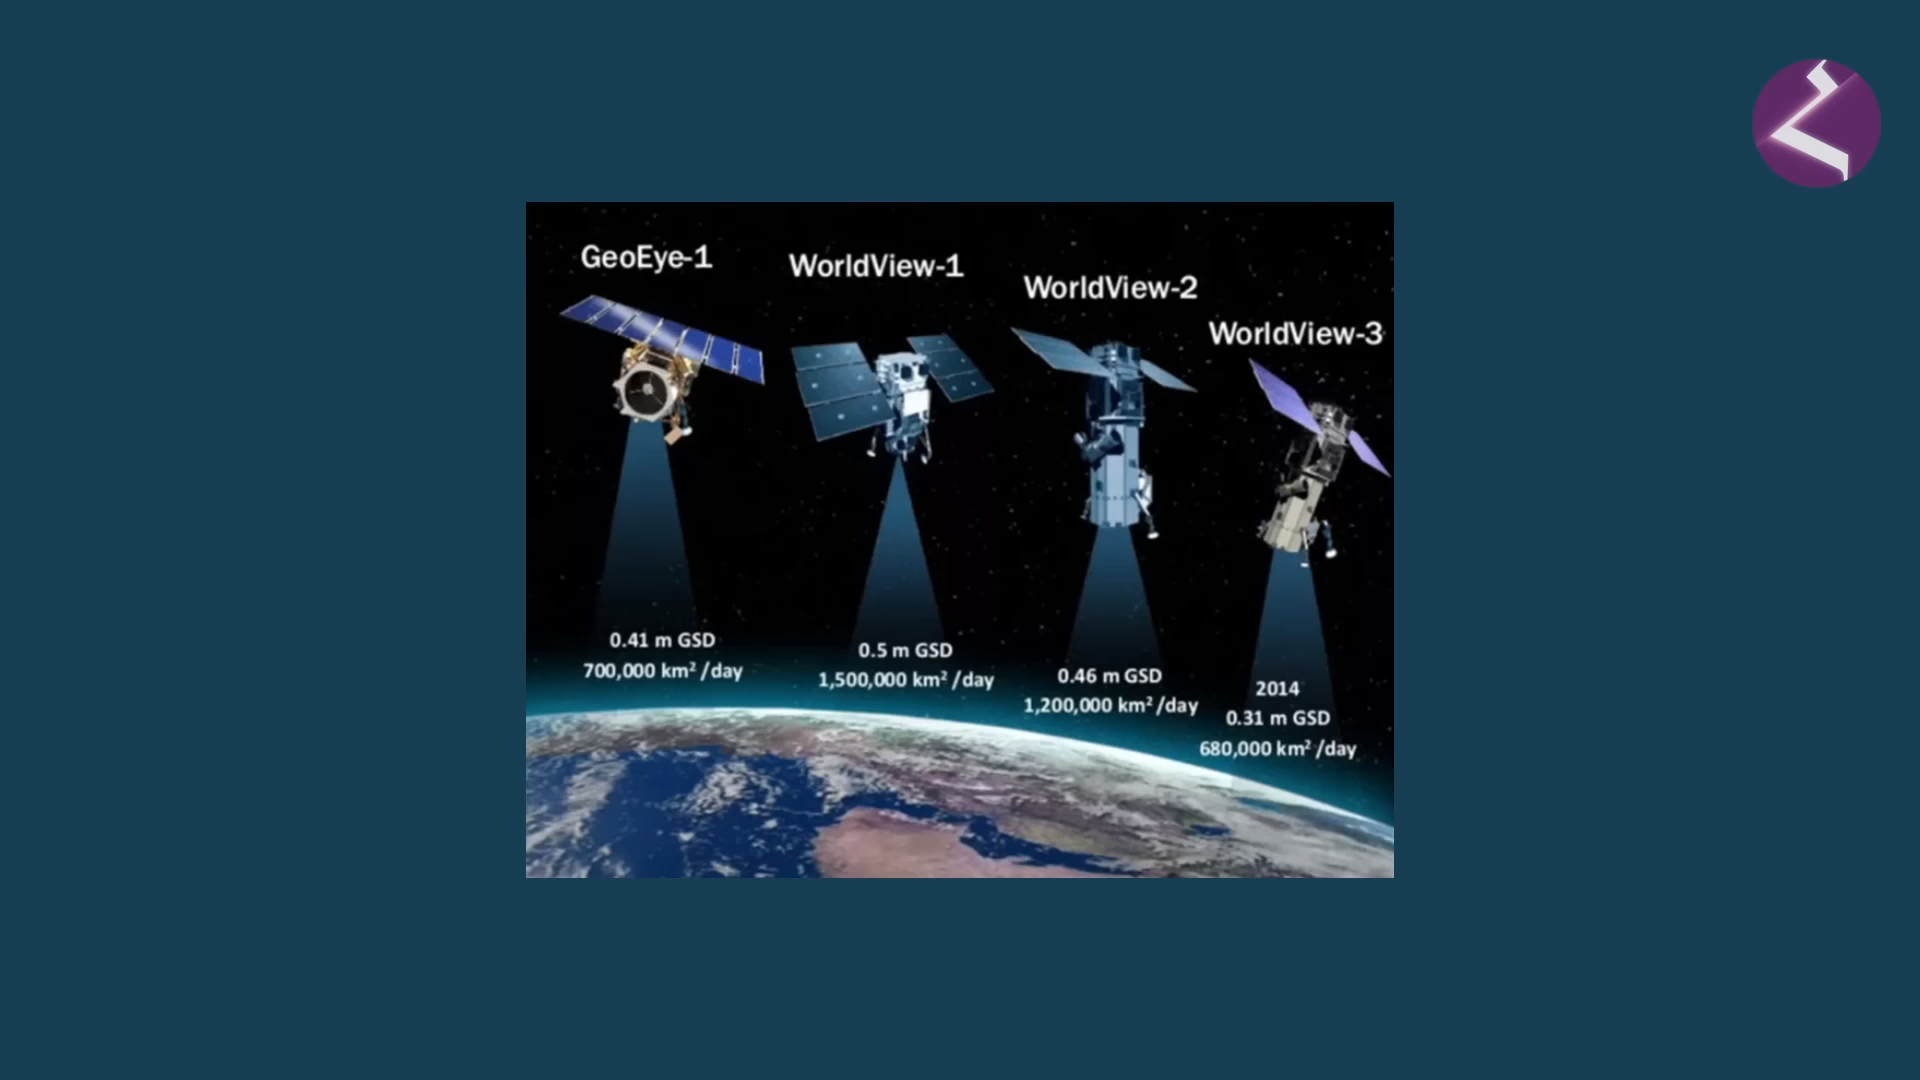 GeoEye-1
WorldView-1
WorldView-2
WorldView-3
0.41 m GSD
700,000 km² /day
0.5 m GSD
1,500,000 km² /day
0.46 m GSD
1,200,000 km² /day
2014
0.31 m GSD
680,000 km² /day